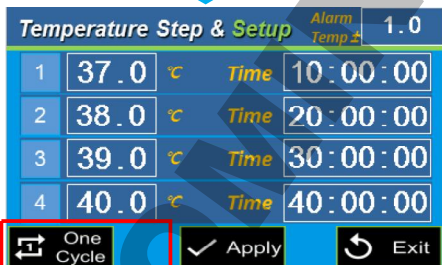 Temperature Step & Setup Alarm Temp ± 1.0
1 37.0 ℃ Time 10:00:00
2 38.0 ℃ Time 20:00:00
3 39.0 ℃ Time 30:00:00
4 40.0 ℃ Time 40:00:00
1 One Cycle Apply Exit